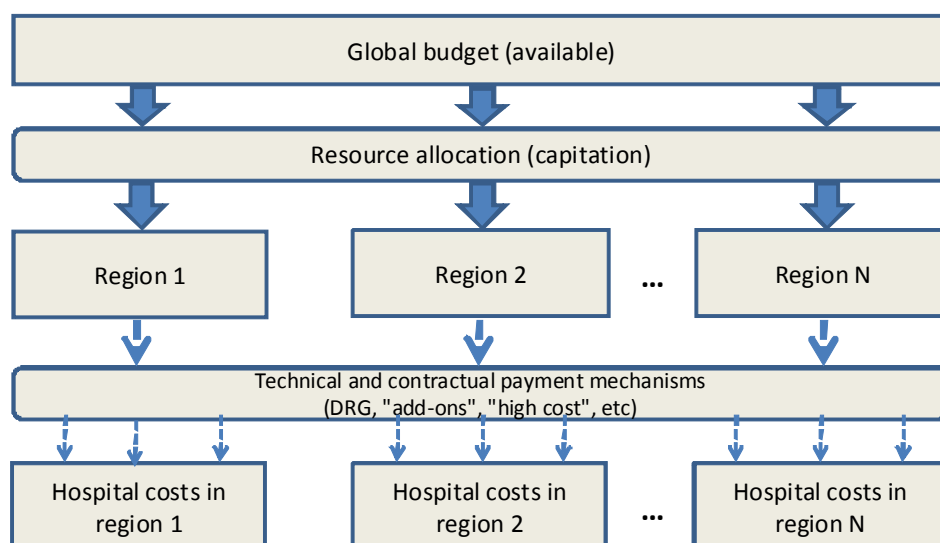 Global budget (available)
Resource allocation (capitation)
Region 1
Region 2
...
Region N
Technical and contractual payment mechanisms
(DRG, "add-ons", "high cost", etc)
Hospital costs in
region 1
Hospital costs in
region 2
...
Hospital costs in
region N